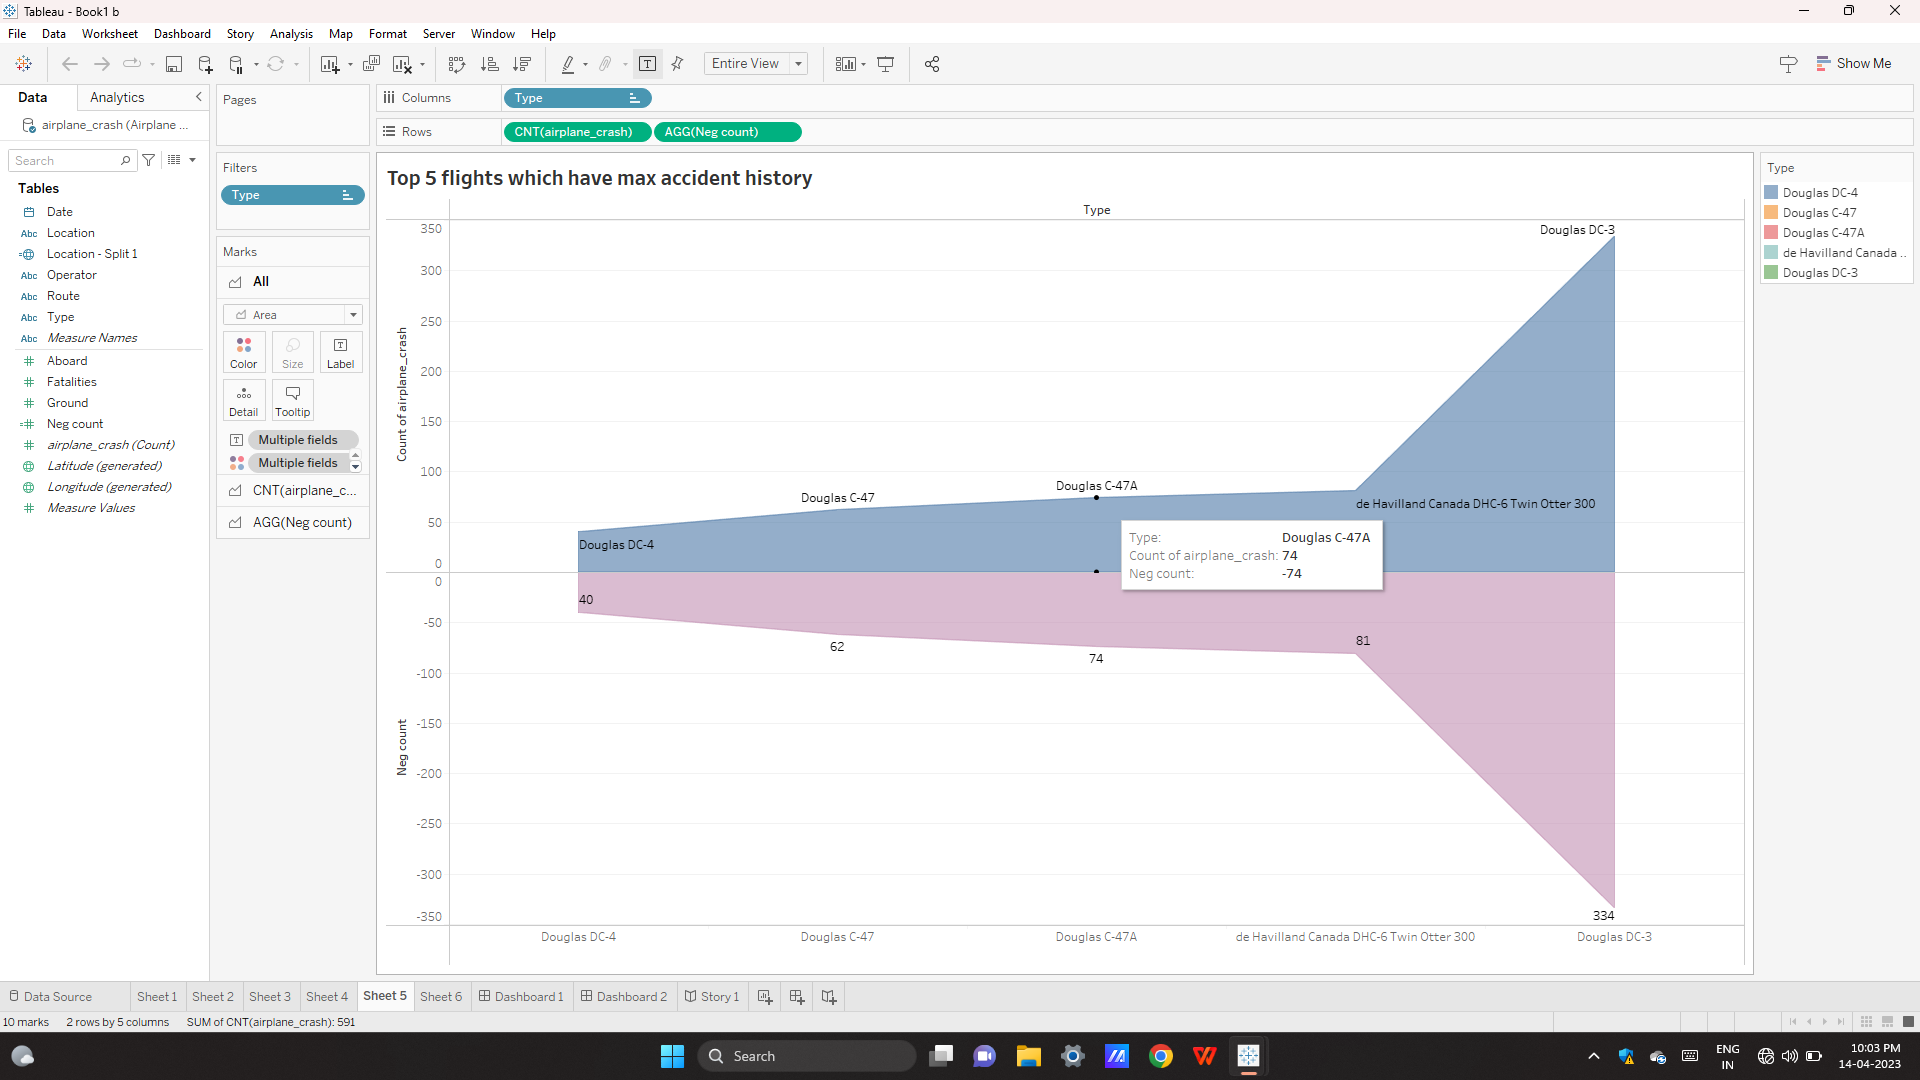 Tableau - Book1 b
File Data Worksheet Dashboard Story Analysis Map Format Server Window Help
Entire View
Show Me
Data Analytics
airplane_crash (Airplane ...
Search
Tables
Date
Abc Location
Location - Split 1
Abc Operator
Abc Route
Abc Type
Abc Measure Names
Aboard
Fatalities
Ground
Neg count
airplane_crash (Count)
Latitude (generated)
Longitude (generated)
Measure Values
Pages
Filters
Type
Marks
All
Area
Color Size Label
Detail Tooltip
Multiple fields
Multiple fields
CNT(airplane_c...
AGG(Neg count)
Columns Type
Rows CNT(airplane_crash) AGG(Neg count)
Top 5 flights which have max accident history
Type
Count of airplane_crash
350
300
250
200
150
100
50
0
Douglas DC-4
Douglas C-47
Douglas C-47A
de Havilland Canada DHC-6 Twin Otter 300
Douglas DC-3
Type: Douglas C-47A
Count of airplane_crash: 74
Neg count: -74
Neg count
0
-50
-100
-150
-200
-250
-300
-350
40
62
74
81
334
Douglas DC-4 Douglas C-47 Douglas C-47A de Havilland Canada DHC-6 Twin Otter 300 Douglas DC-3
Type
Douglas DC-4
Douglas C-47
Douglas C-47A
de Havilland Canada ..
Douglas DC-3
Data Source Sheet 1 Sheet 2 Sheet 3 Sheet 4 Sheet 5 Sheet 6 Dashboard 1 Dashboard 2 Story 1
10 marks 2 rows by 5 columns SUM of CNT(airplane_crash): 591
Search
ENG
IN
10:03 PM
14-04-2023